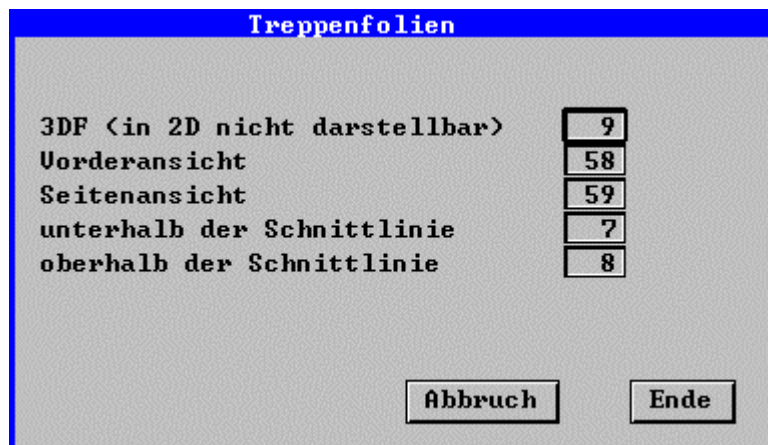 Treppenfolien
3DF (in 2D nicht darstellbar) 9
Vorderansicht 58
Seitenansicht 59
unterhalb der Schnittlinie 7
oberhalb der Schnittlinie 8
Abbruch Ende